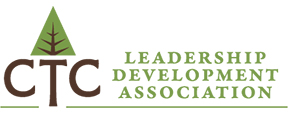 CTC
LEADERSHIP
DEVELOPMENT
ASSOCIATION